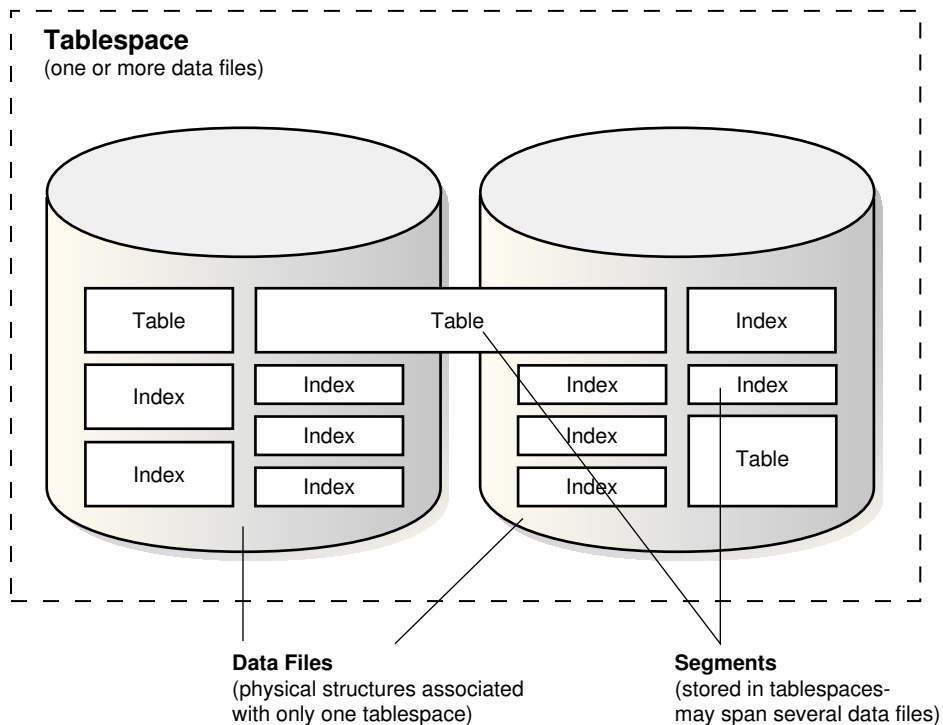 Tablespace
(one or more data files)
Table
Table
Index
Index
Index
Index
Index
Index
Index
Index
Table
Index
Index
Index
Data Files
(physical structures associated
with only one tablespace)
Segments
(stored in tablespaces-
may span several data files)